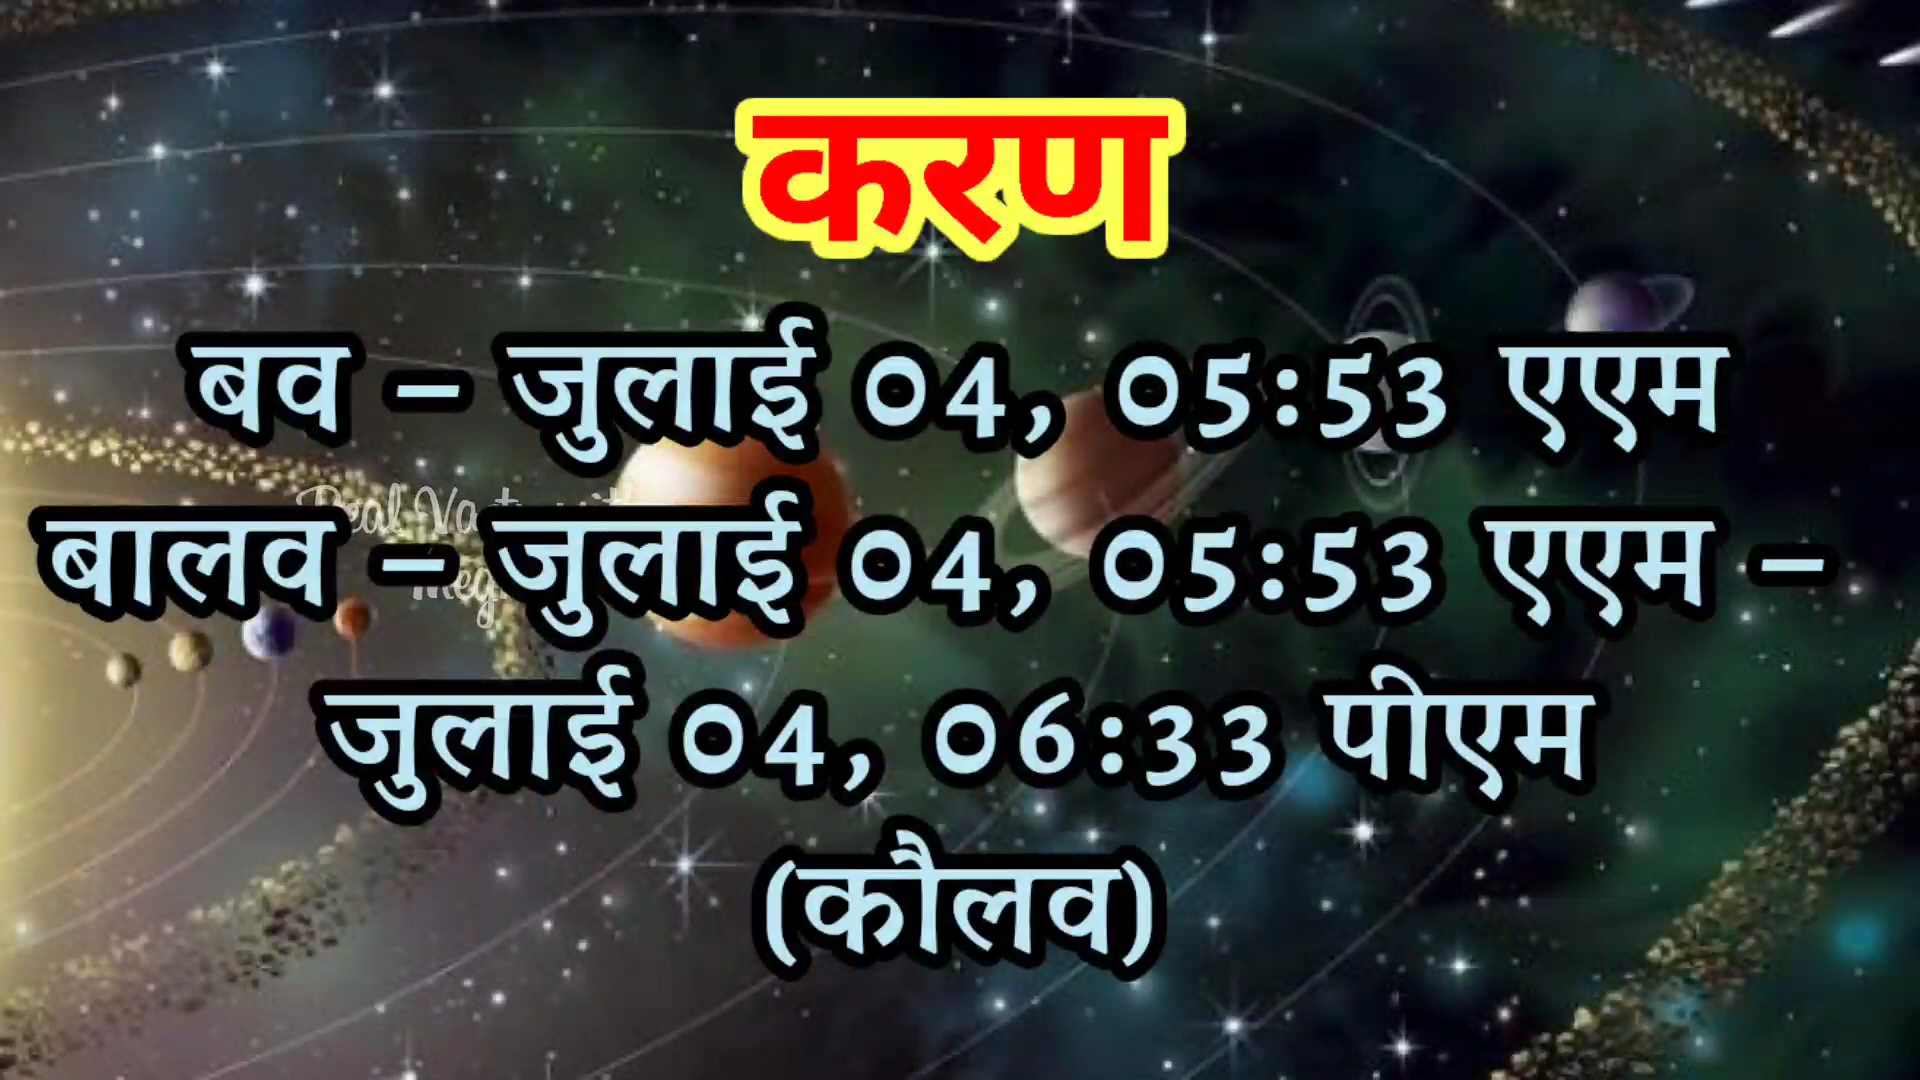 करण
बव – जुलाई 04, 05:53 एएम
बालव – जुलाई 04, 05:53 एएम –
जुलाई 04, 06:33 पीएम
(कौलव)